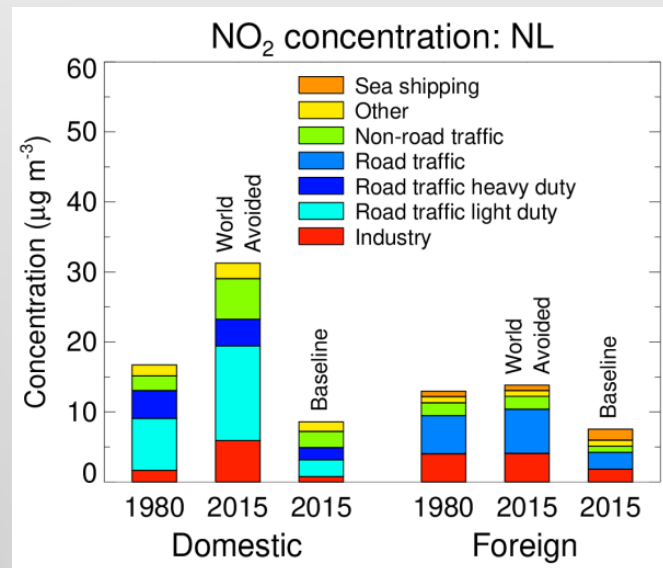 NO₂ concentration: NL
Concentration (µg m⁻³)
60
50
40
30
20
10
0
Sea shipping
Other
Non-road traffic
Road traffic
Road traffic heavy duty
Road traffic light duty
Industry
World
Avoided
Baseline
World
Avoided
Baseline
1980 2015 2015 1980 2015 2015
Domestic Foreign